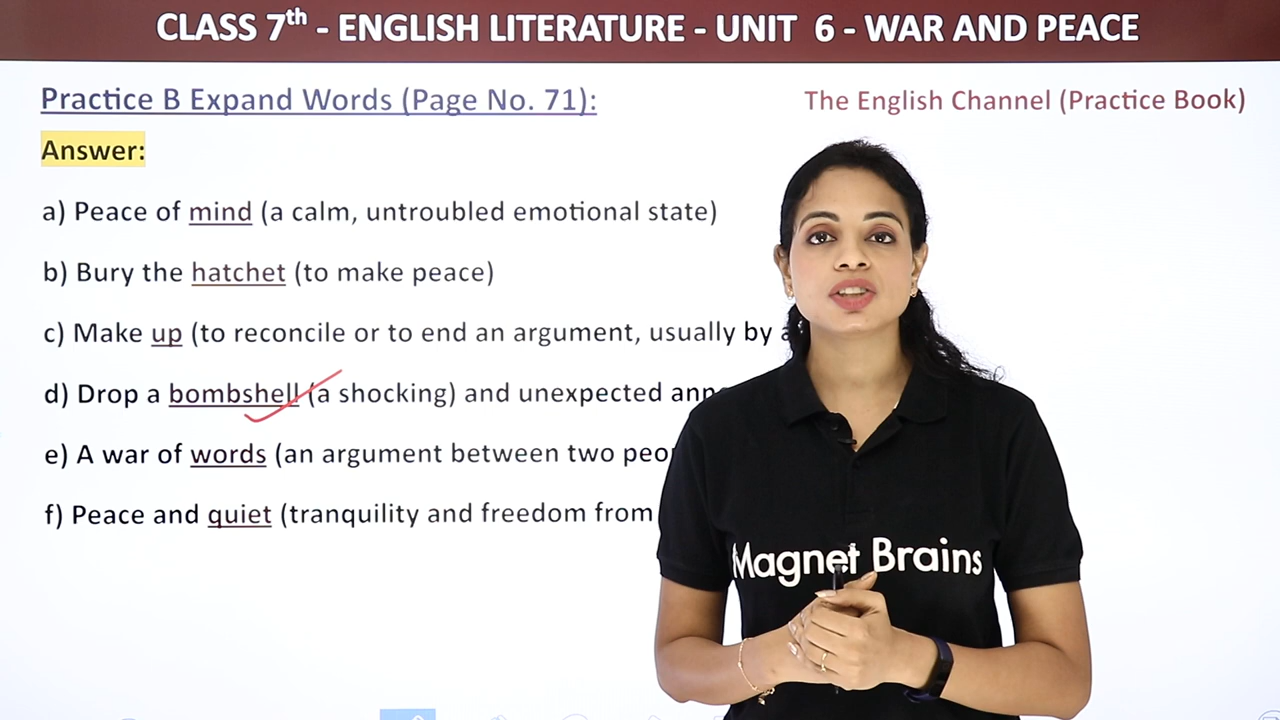 CLASS 7th - ENGLISH LITERATURE - UNIT 6 - WAR AND PEACE
Practice B Expand Words (Page No. 71):
The English Channel (Practice Book)
Answer:
a) Peace of mind (a calm, untroubled emotional state)
b) Bury the hatchet (to make peace)
c) Make up (to reconcile or to end an argument, usually by
d) Drop a bombshell (a shocking) and unexpected
e) A war of words (an argument between two
f) Peace and quiet (tranquility and freedom from
Magnet Brains